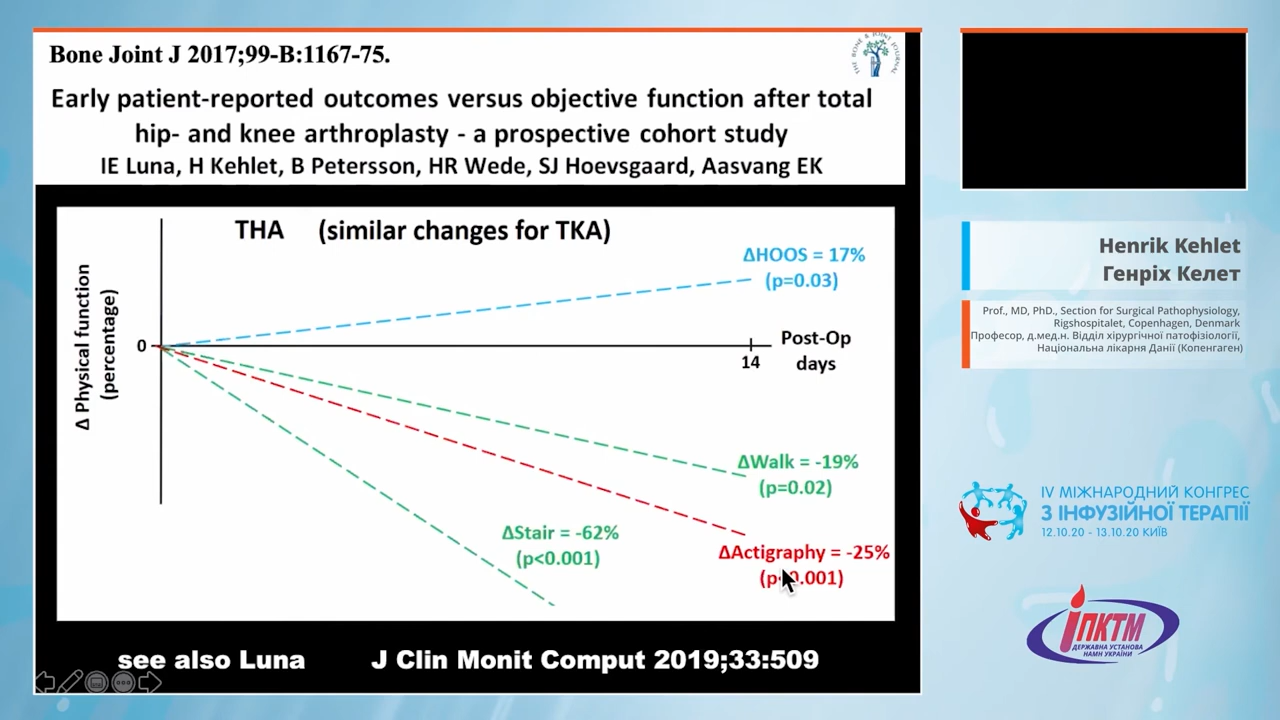 Bone Joint J 2017;99-B:1167-75.
THE BONE & JOINT JOURNAL
Early patient-reported outcomes versus objective function after total
hip- and knee arthroplasty - a prospective cohort study
IE Luna, H Kehlet, B Petersson, HR Wede, SJ Hoevsgaard, Aasvang EK
THA (similar changes for TKA)
Δ Physical function
(percentage)
0
ΔHOOS = 17%
(p=0.03)
14
Post-Op
days
ΔWalk = -19%
(p=0.02)
ΔStair = -62%
(p<0.001)
ΔActigraphy = -25%
see also Luna J Clin Monit Comput 2019;33:509
Henrik Kehlet
Генріх Келет
Prof., MD, PhD., Section for Surgical Pathophysiology,
Rigshospitalet, Copenhagen, Denmark
Професор, д.мед.н. Відділ хірургічної патофізіології,
Національна лікарня Данії (Копенгаген)
IV МІЖНАРОДНИЙ КОНГРЕС
З ІНФУЗІЙНОЇ ТЕРАПІЇ
12.10.20 - 13.10.20 КИЇВ
ІПКТМ
ДЕРЖАВНА УСТАНОВА
НАМН УКРАЇНИ